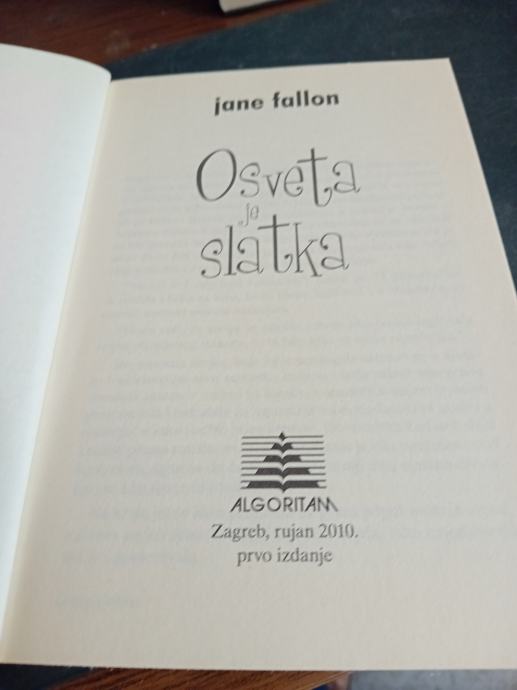 jane fallon
Osveta
je
slatka
ALGORITAM
Zagreb, rujan 2010.
prvo izdanje